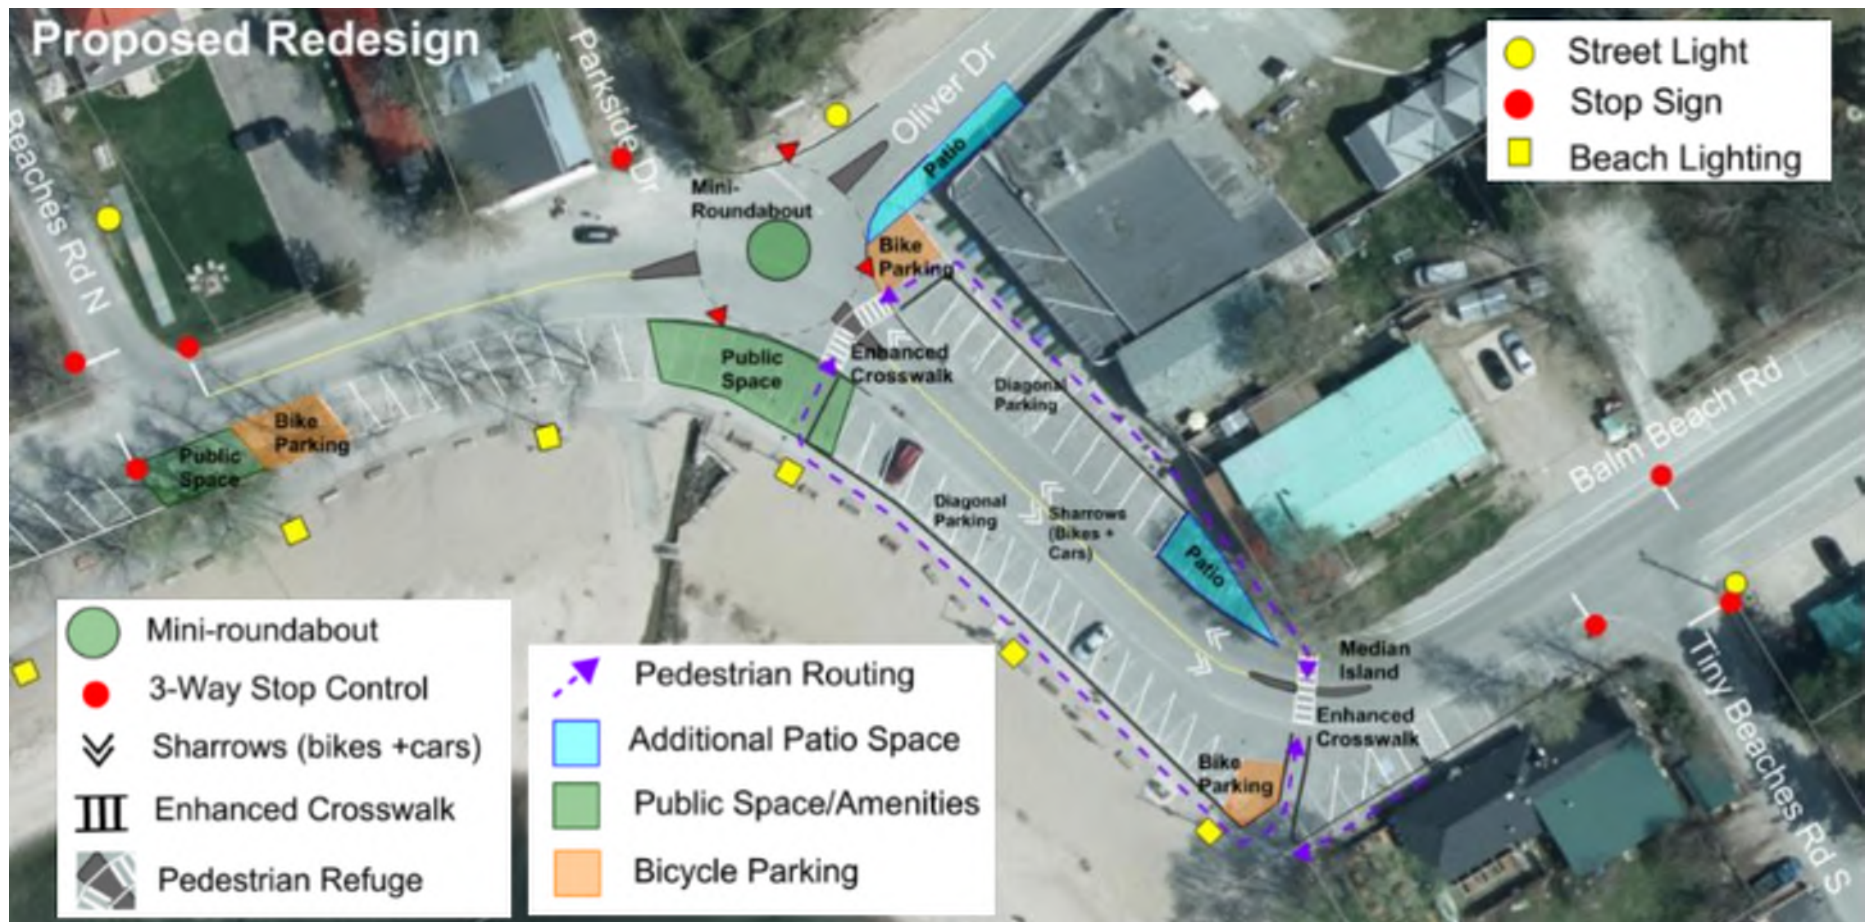 Proposed Redesign
Street Light
Stop Sign
Beach Lighting
Beaches Rd N
Parkside Dr
Oliver Dr
Patio
Mini-
Roundabout
Bike
Parking
Enhanced
Crosswalk
Public
Space
Diagonal
Parking
Bike
Parking
Public
Space
Diagonal
Parking
Sharrows
(Bikes +
Cars)
Patio
Balm Beach Rd
Median
Island
Enhanced
Crosswalk
Bike
Parking
Tiny Beaches Rd S
Mini-roundabout
3-Way Stop Control
Sharrows (bikes +cars)
Enhanced Crosswalk
Pedestrian Refuge
Pedestrian Routing
Additional Patio Space
Public Space/Amenities
Bicycle Parking